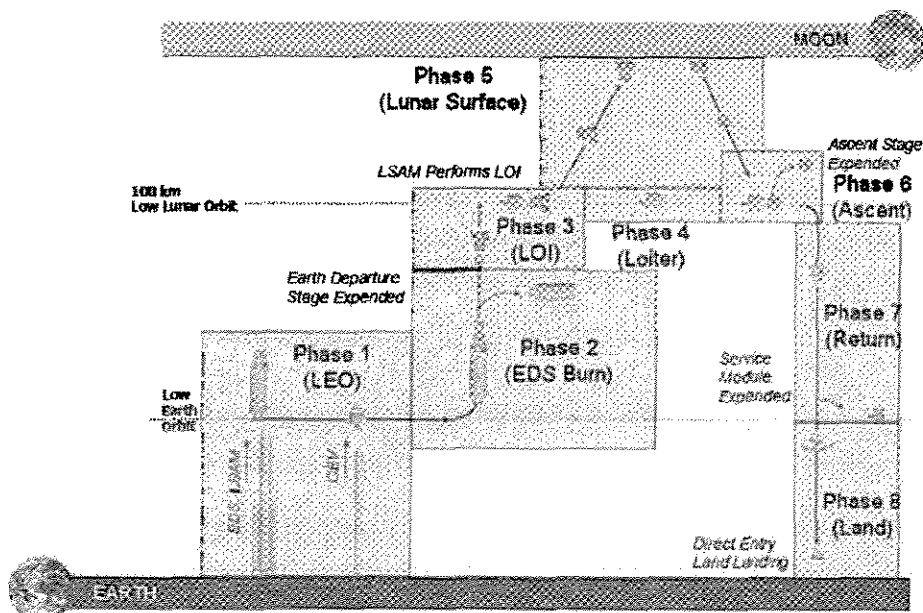 MOON
Phase 5
(Lunar Surface)
Ascent Stage
Expended
LSAM Performs LOI
Phase 6
(Ascent)
100 km
Low Lunar Orbit
Phase 3
(LOI)
Phase 4
(Loiter)
Earth Departure
Stage Expended
Phase 7
(Return)
Phase 1
(LEO)
Phase 2
(EDS Burn)
Service
Module
Expended
Low
Earth
Orbit
EDS, LSAM
CEV
Phase 8
(Land)
Direct Entry
Land Landing
EARTH